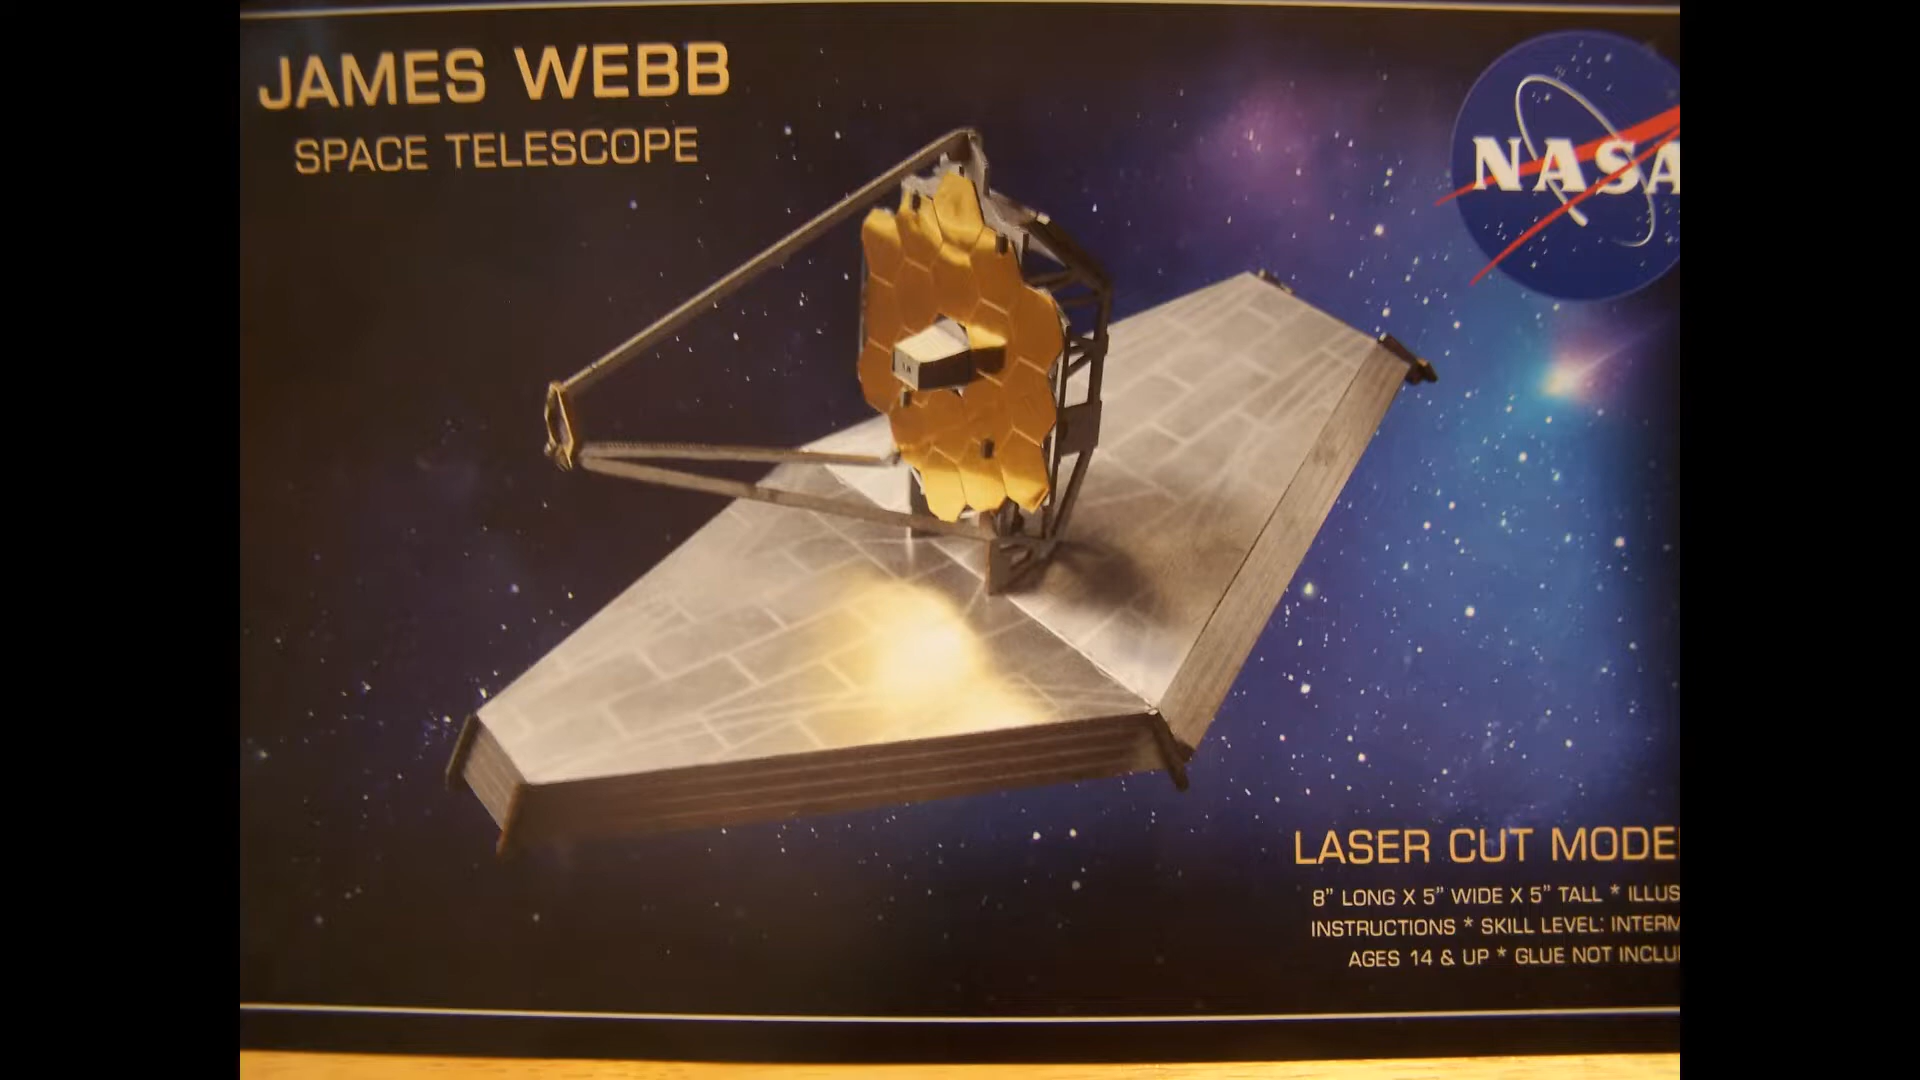 JAMES WEBB
SPACE TELESCOPE
NASA
LASER CUT MODE
8" LONG X 5" WIDE X 5" TALL * ILLUS
INSTRUCTIONS * SKILL LEVEL: INTERM
AGES 14 & UP * GLUE NOT INCLU